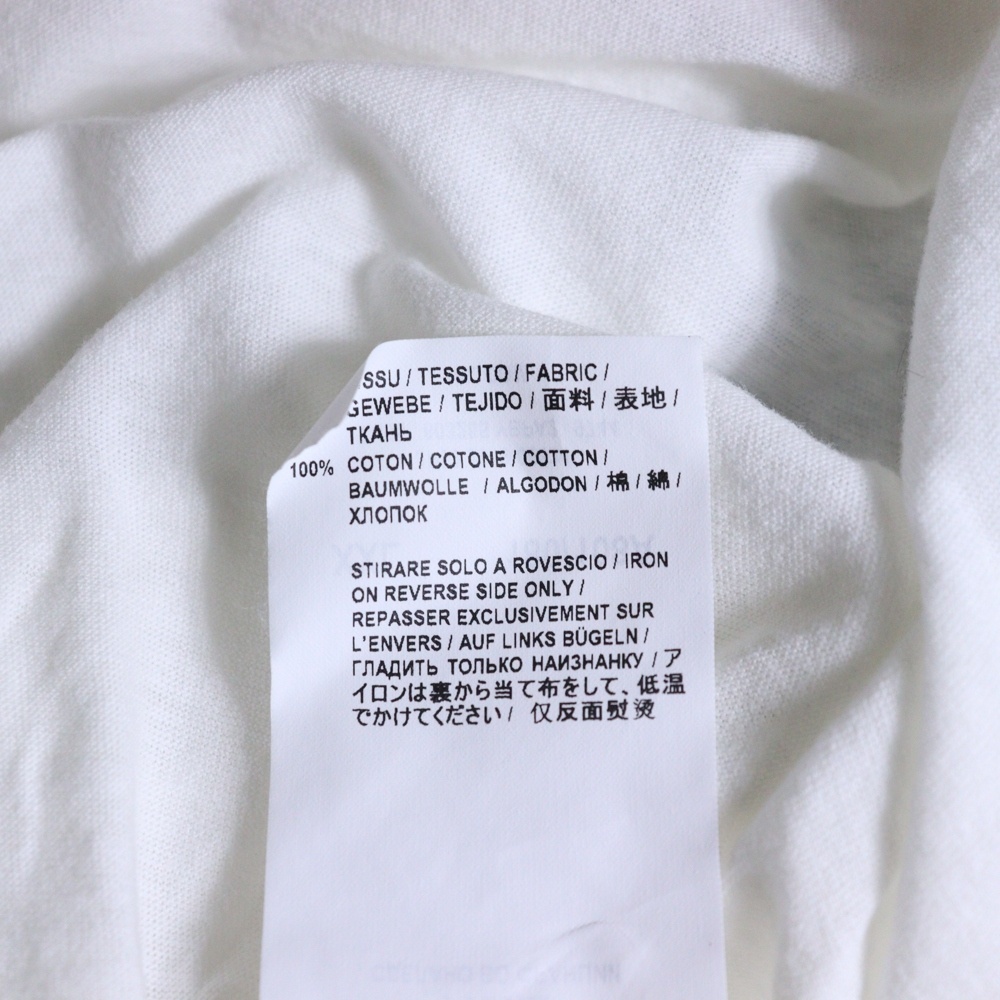 SSU / TESSUTO / FABRIC /
GEWEBE / TEJIDO / 面料 / 表地 /
ТКАНЬ
100% COTON / COTONE / COTTON /
BAUMWOLLE / ALGODON / 棉 / 綿 /
ХЛОПОК
STIRARE SOLO A ROVESCIO / IRON
ON REVERSE SIDE ONLY /
REPASSER EXCLUSIVEMENT SUR
L'ENVERS / AUF LINKS BÜGELN /
ГЛАДИТЬ ТОЛЬКО НАИЗНАНКУ / ア
イロンは裏から当て布をして、低温
でかけてください / 仅反面熨烫